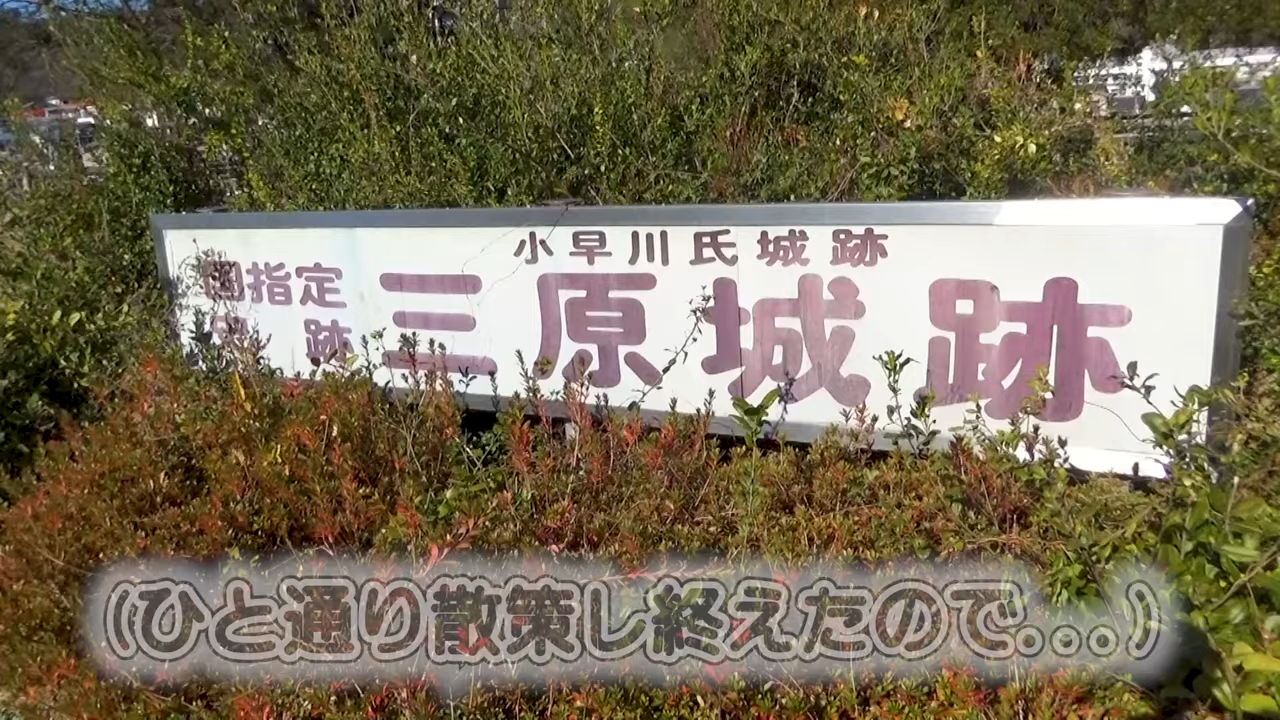 小早川氏城跡
国指定
史跡
三原城跡
(ひと通り散策し終えたので...)